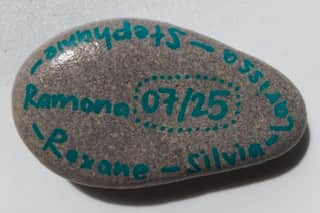 Stephanie - Larissa
Ramona 07/25
- Roxane - Silvia -